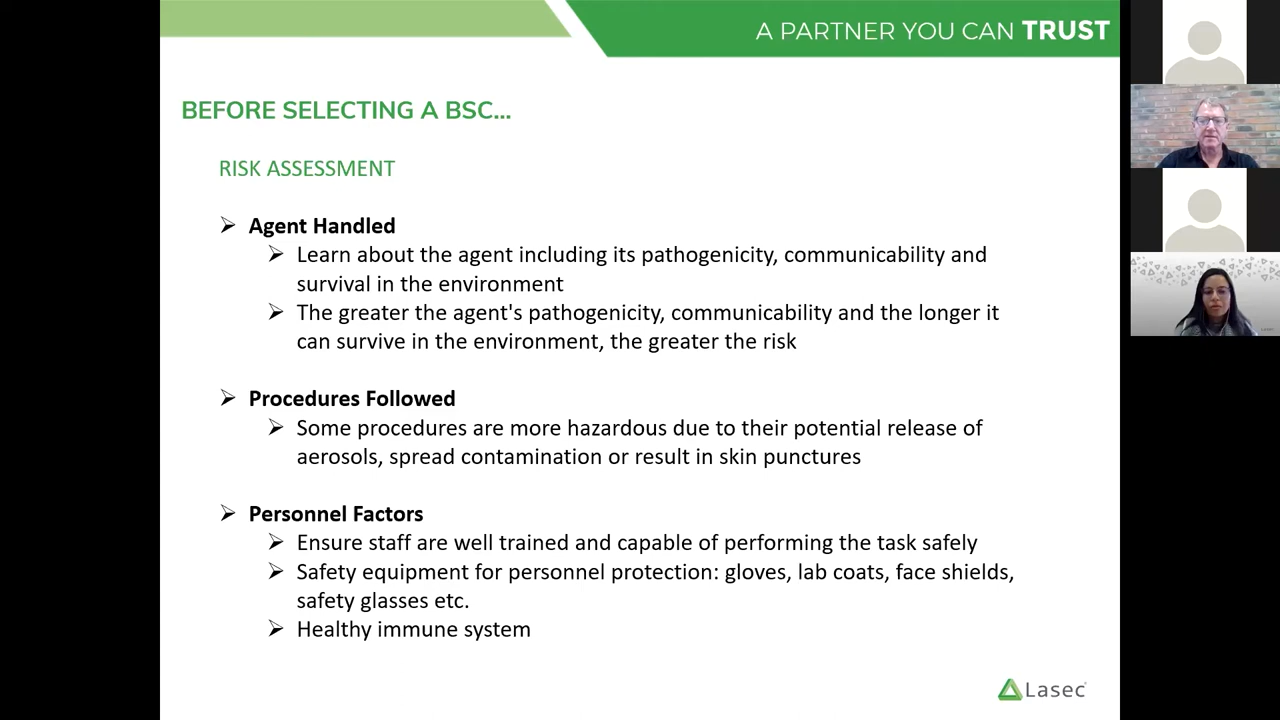 A PARTNER YOU CAN TRUST
BEFORE SELECTING A BSC...
RISK ASSESSMENT
Agent Handled
Learn about the agent including its pathogenicity, communicability and
survival in the environment
The greater the agent's pathogenicity, communicability and the longer it
can survive in the environment, the greater the risk
Procedures Followed
Some procedures are more hazardous due to their potential release of
aerosols, spread contamination or result in skin punctures
Personnel Factors
Ensure staff are well trained and capable of performing the task safely
Safety equipment for personnel protection: gloves, lab coats, face shields,
safety glasses etc.
Healthy immune system
Lasec